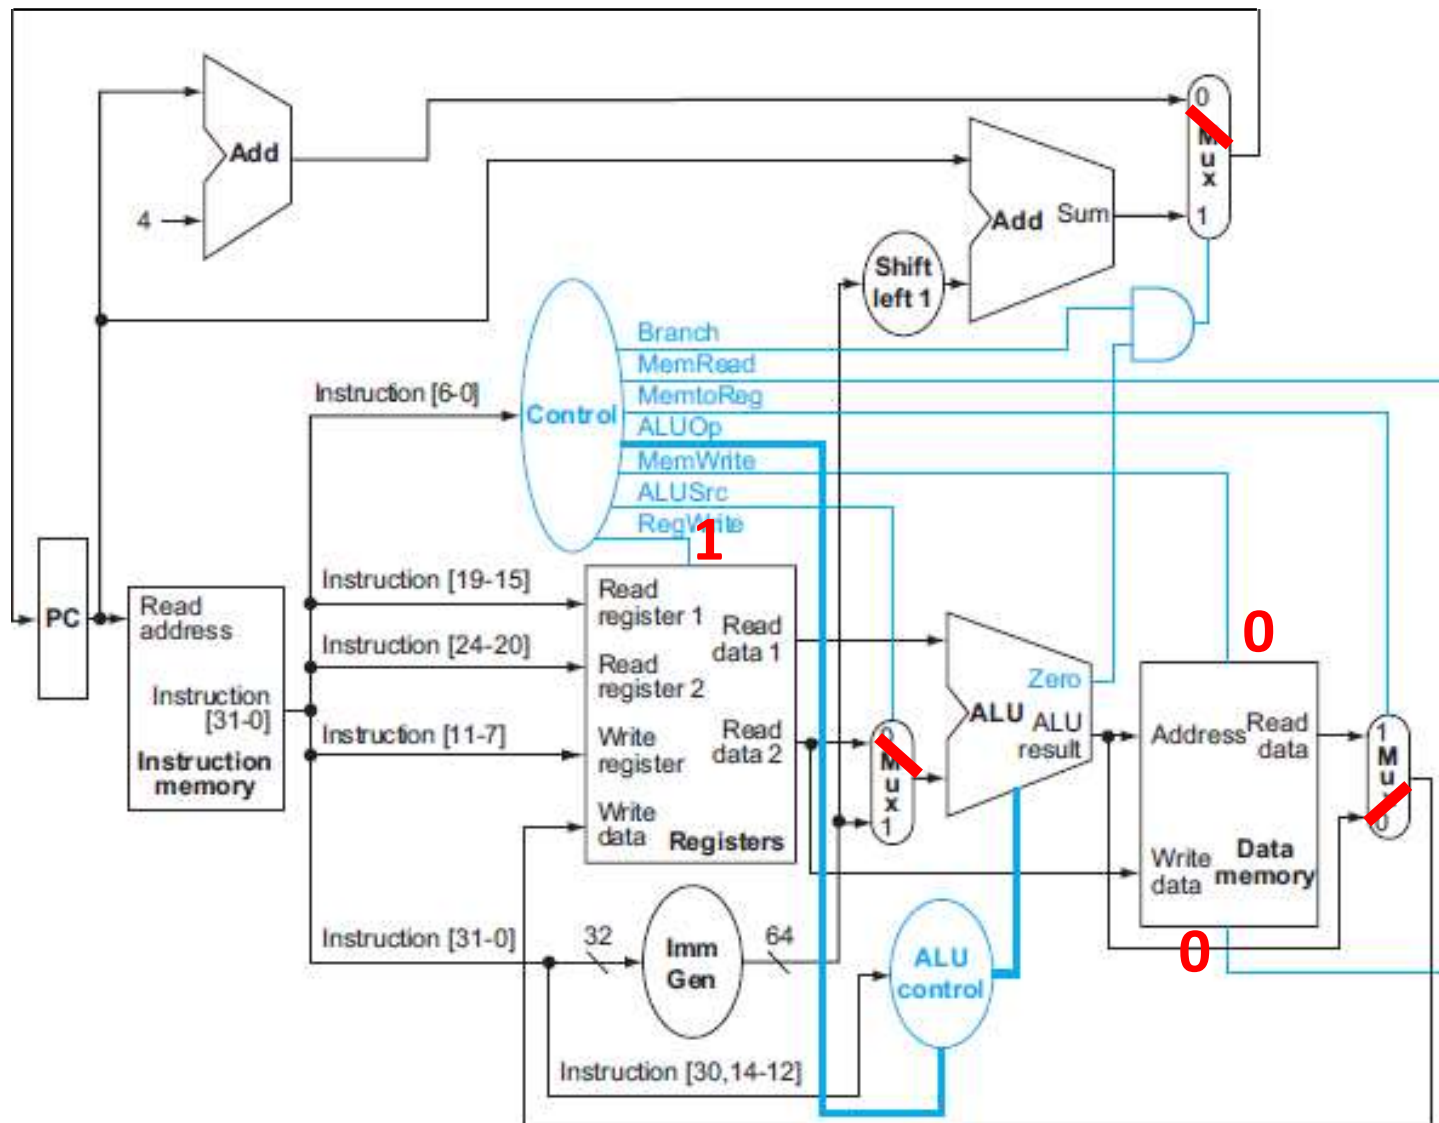 0
M
u
x
1
Add
4
Add Sum
Shift
left 1
Branch
MemRead
MemtoReg
ALUOp
MemWrite
ALUSrc
RegWrite
Control
Instruction [6-0]
1
PC
Read
address
Instruction
[31-0]
Instruction
memory
Instruction [19-15]
Instruction [24-20]
Instruction [11-7]
Instruction [31-0]
Read
register 1
Read
register 2
Write
register
Write
data
Registers
Read
data 1
Read
data 2
0
M
u
x
1
Zero
ALU
ALU
result
0
Address
Read
data
Write
data
Data
memory
0
1
M
u
0
32
Imm
Gen
64
ALU
control
Instruction [30,14-12]